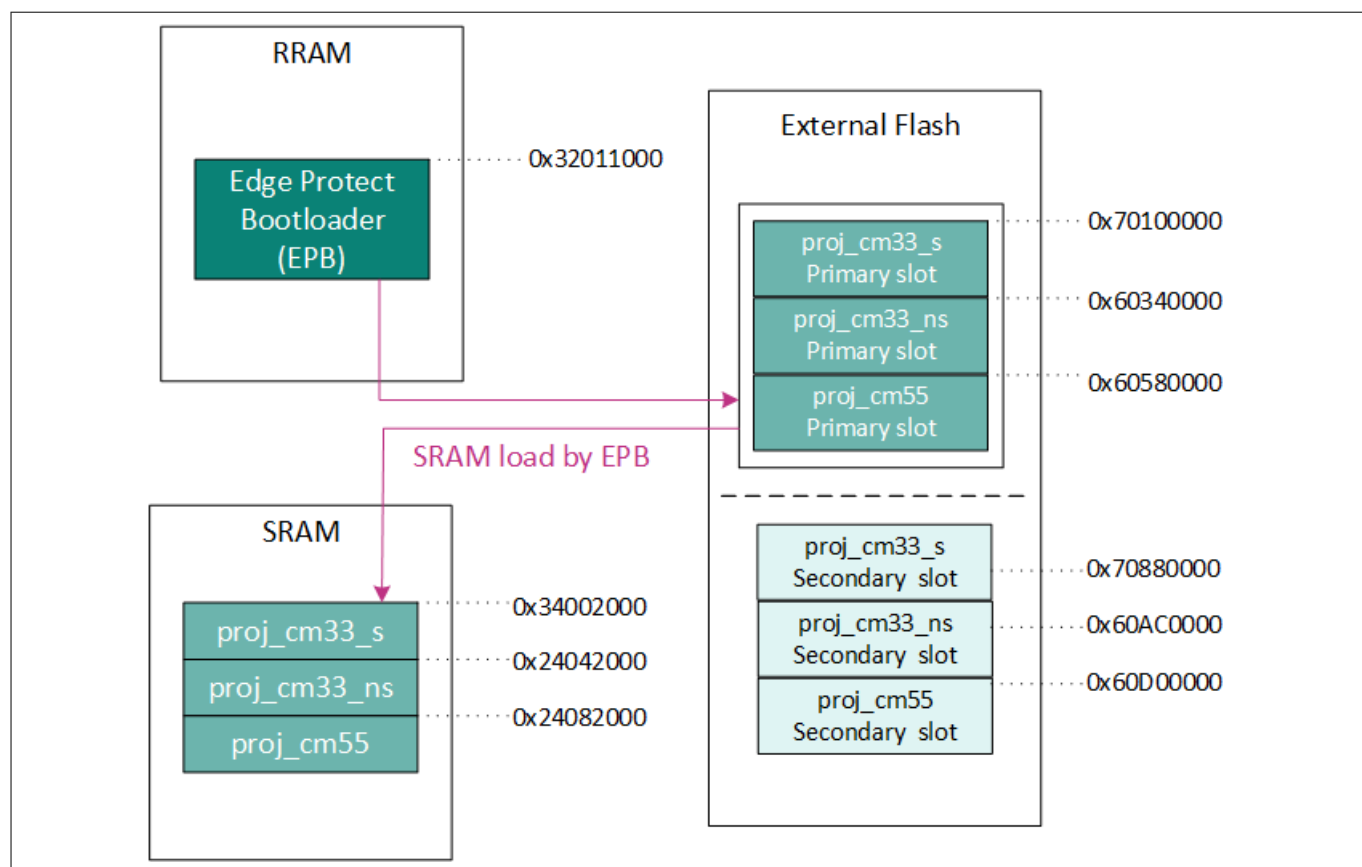 RRAM
Edge Protect
Bootloader
(EPB)
0x32011000
External Flash
proj_cm33_s
Primary slot
0x70100000
proj_cm33_ns
Primary slot
0x60340000
proj_cm55
Primary slot
0x60580000
SRAM load by EPB
proj_cm33_s
Secondary slot
0x70880000
proj_cm33_ns
Secondary slot
0x60AC0000
proj_cm55
Secondary slot
0x60D00000
SRAM
proj_cm33_s
0x34002000
proj_cm33_ns
0x24042000
proj_cm55
0x24082000